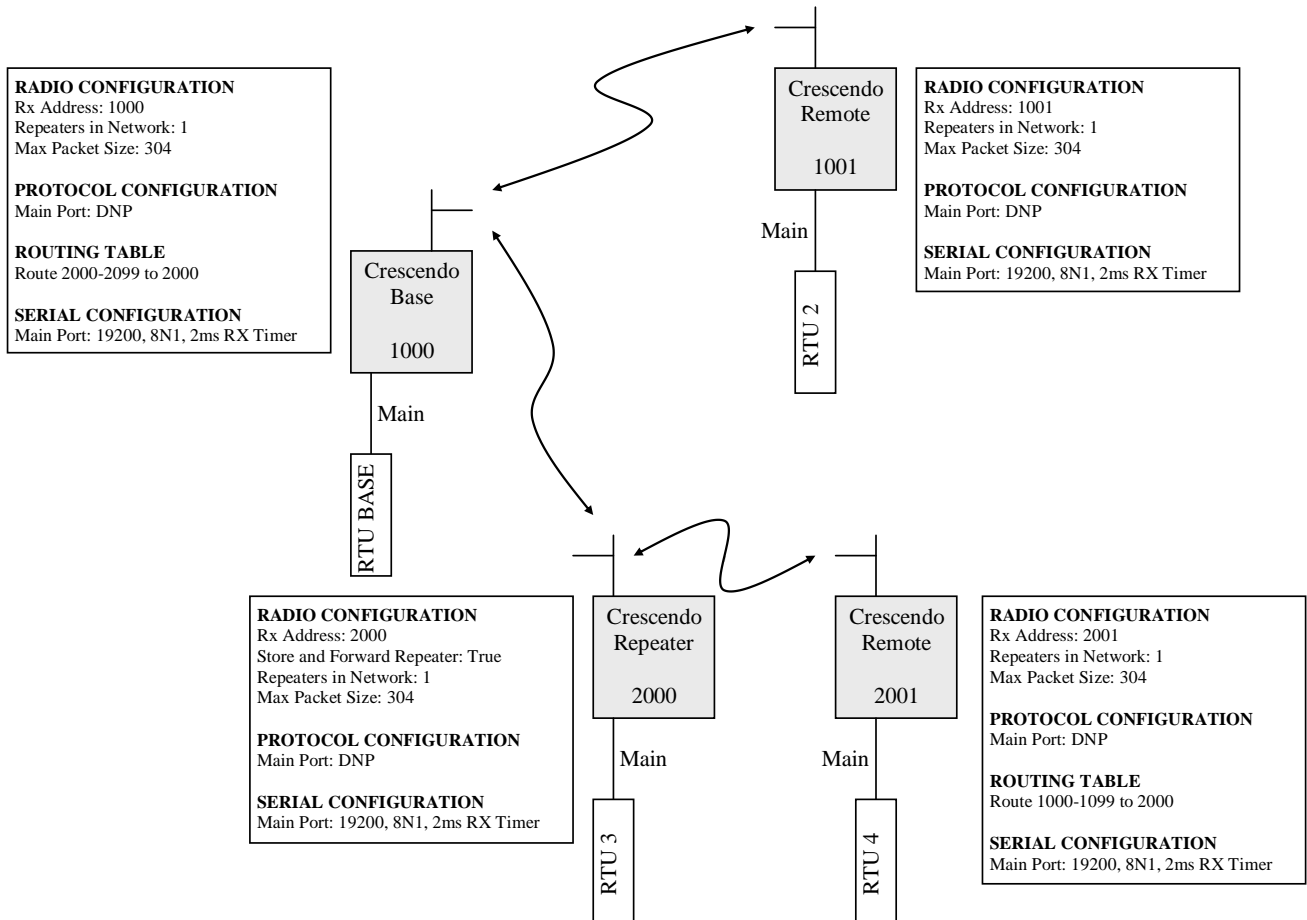 RADIO CONFIGURATION
Rx Address: 1000
Repeaters in Network: 1
Max Packet Size: 304
PROTOCOL CONFIGURATION
Main Port: DNP
ROUTING TABLE
Route 2000-2099 to 2000
SERIAL CONFIGURATION
Main Port: 19200, 8N1, 2ms RX Timer
Crescendo
Base
1000
Main
RTU BASE
Crescendo
Remote
1001
Main
RTU 2
RADIO CONFIGURATION
Rx Address: 1001
Repeaters in Network: 1
Max Packet Size: 304
PROTOCOL CONFIGURATION
Main Port: DNP
SERIAL CONFIGURATION
Main Port: 19200, 8N1, 2ms RX Timer
RADIO CONFIGURATION
Rx Address: 2000
Store and Forward Repeater: True
Repeaters in Network: 1
Max Packet Size: 304
PROTOCOL CONFIGURATION
Main Port: DNP
SERIAL CONFIGURATION
Main Port: 19200, 8N1, 2ms RX Timer
Crescendo
Repeater
2000
Main
RTU 3
Crescendo
Remote
2001
Main
RTU 4
RADIO CONFIGURATION
Rx Address: 2001
Repeaters in Network: 1
Max Packet Size: 304
PROTOCOL CONFIGURATION
Main Port: DNP
ROUTING TABLE
Route 1000-1099 to 2000
SERIAL CONFIGURATION
Main Port: 19200, 8N1, 2ms RX Timer